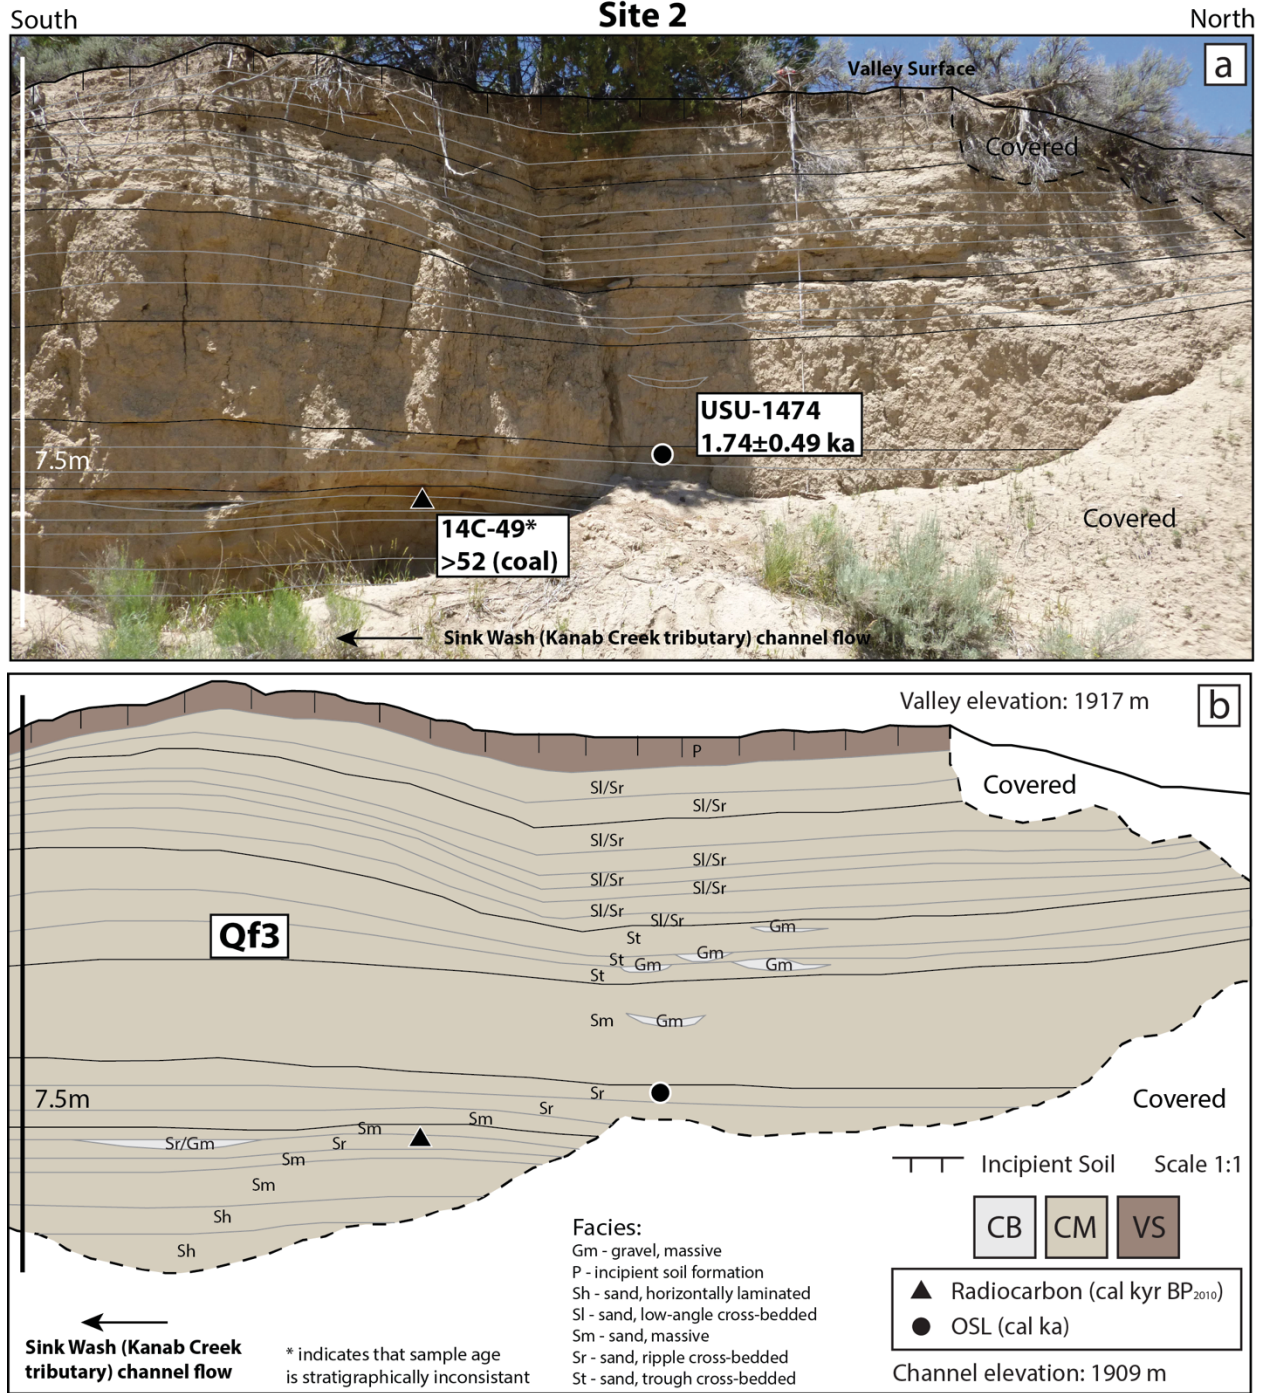 South
Site 2
North
a
Valley Surface
Covered
USU-1474
1.74±0.49 ka
7.5m
14C-49*
>52 (coal)
Covered
Sink Wash (Kanab Creek tributary) channel flow
Valley elevation: 1917 m
b
P
Covered
Sl/Sr
Sl/Sr
Sl/Sr
Sl/Sr
Sl/Sr
Sl/Sr
Sl/Sr
Sl/Sr
Gm
Qf3
St
Gm
St
Gm
Gm
St
Sm
Gm
7.5m
Sr
Covered
Sr
Sm
Sm
Sr/Gm
Sr
Sm
Sm
Sh
Sh
Incipient Soil
Scale 1:1
CB
CM
VS
Facies:
Gm - gravel, massive
P - incipient soil formation
Sh - sand, horizontally laminated
Sl - sand, low-angle cross-bedded
Sm - sand, massive
Sr - sand, ripple cross-bedded
St - sand, trough cross-bedded
Radiocarbon (cal kyr BP2010)
OSL (cal ka)
Channel elevation: 1909 m
Sink Wash (Kanab Creek
tributary) channel flow
* indicates that sample age
is stratigraphically inconsistant